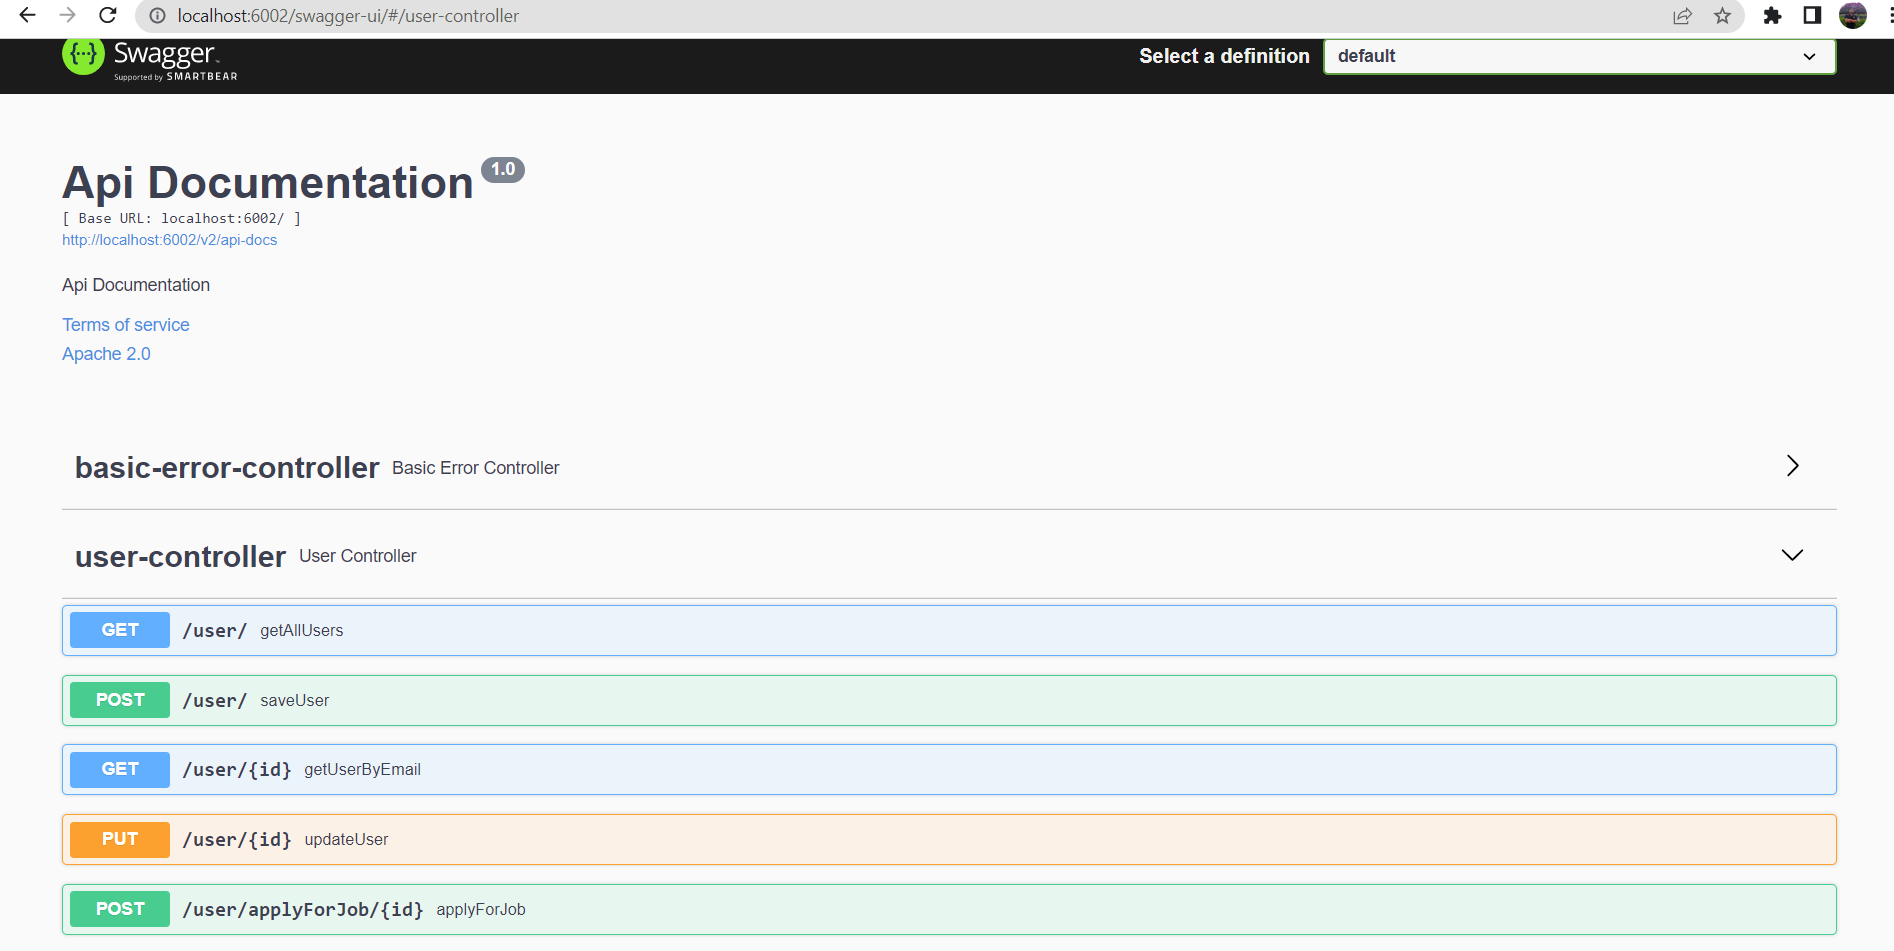 localhost:6002/swagger-ui/#/user-controller
{···} Swagger.
Supported by SMARTBEAR
Select a definition default
Api Documentation 1.0
[ Base URL: localhost:6002/ ]
http://localhost:6002/v2/api-docs
Api Documentation
Terms of service
Apache 2.0
basic-error-controller Basic Error Controller
user-controller User Controller
GET /user/ getAllUsers
POST /user/ saveUser
GET /user/{id} getUserByEmail
PUT /user/{id} updateUser
POST /user/applyForJob/{id} applyForJob